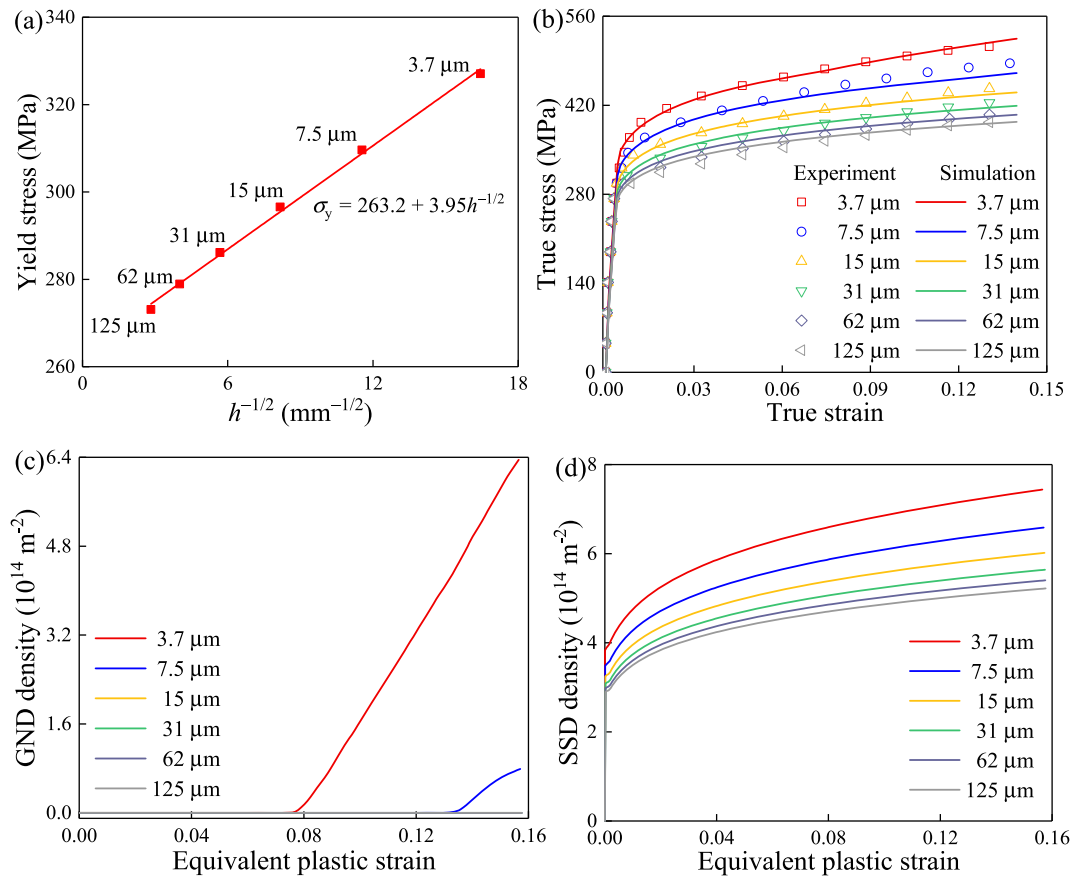 (a)
340
320
300
280
260
Yield stress (MPa)
3.7 µm
7.5 µm
15 µm
31 µm
62 µm
125 µm
σy = 263.2 + 3.95h–1/2
0 6 12 18
h–1/2 (mm–1/2)
(b)
560
420
280
140
0
True stress (MPa)
Experiment Simulation
3.7 µm 3.7 µm
7.5 µm 7.5 µm
15 µm 15 µm
31 µm 31 µm
62 µm 62 µm
125 µm 125 µm
0.00 0.03 0.06 0.09 0.12 0.15
True strain
(c)
6.4
4.8
3.2
1.6
0.0
GND density (10^14 m^-2)
3.7 µm
7.5 µm
15 µm
31 µm
62 µm
125 µm
0.00 0.04 0.08 0.12 0.16
Equivalent plastic strain
(d)
8
6
4
2
0
SSD density (10^14 m^-2)
3.7 µm
7.5 µm
15 µm
31 µm
62 µm
125 µm
0.00 0.04 0.08 0.12 0.16
Equivalent plastic strain